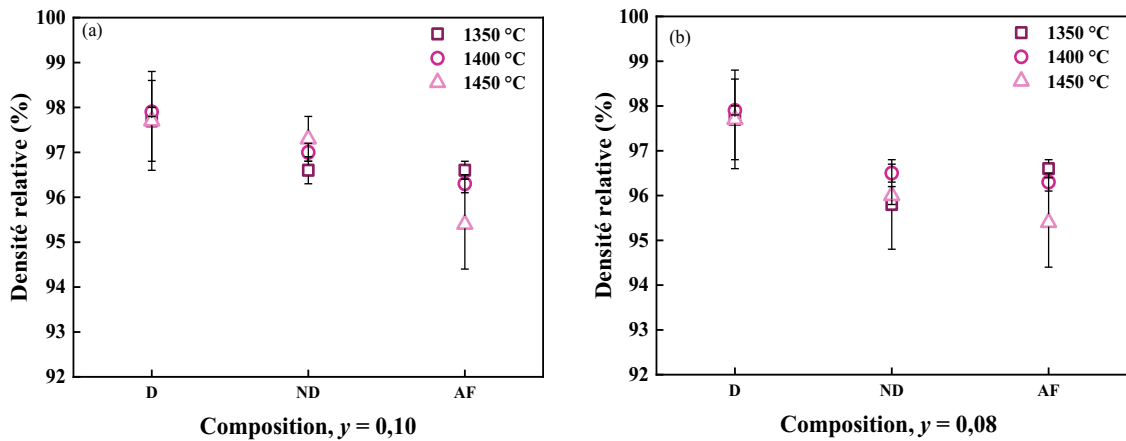 (a)
1350 °C
1400 °C
1450 °C
100
99
98
97
96
95
94
93
92
Densité relative (%)
D ND AF
Composition, y = 0,10
(b)
1350 °C
1400 °C
1450 °C
100
99
98
97
96
95
94
93
92
Densité relative (%)
D ND AF
Composition, y = 0,08